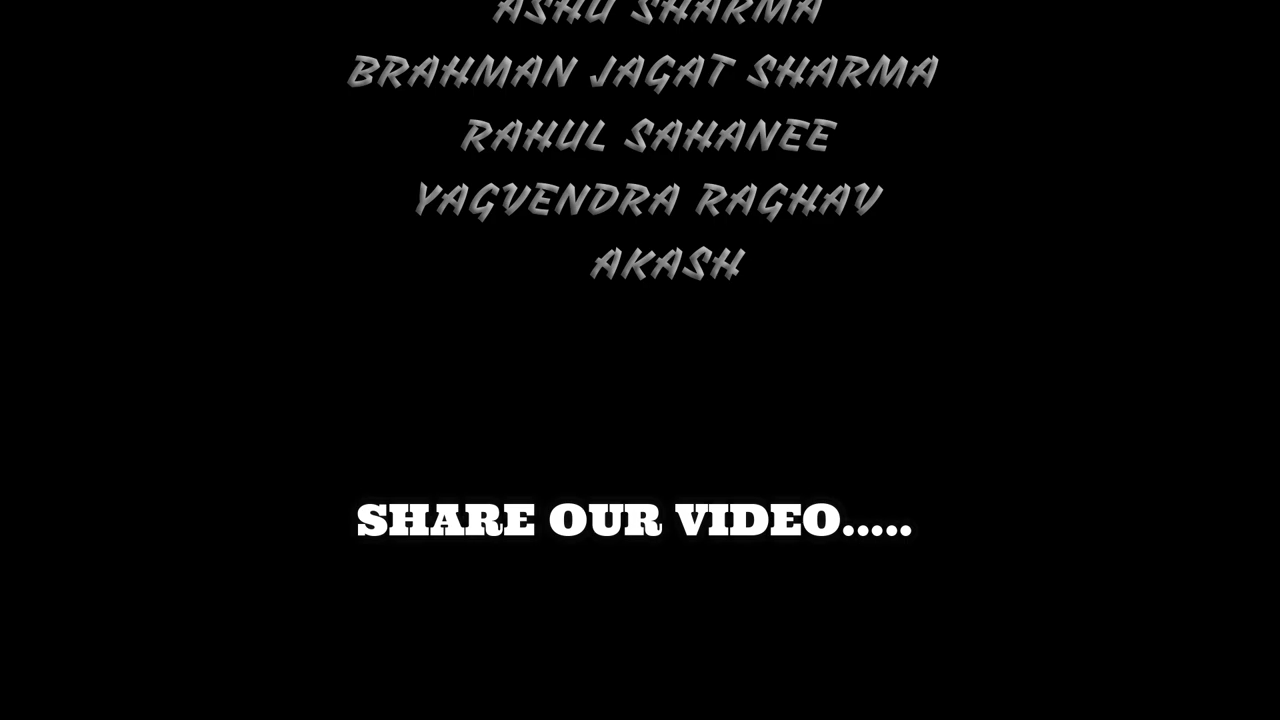 ASHU SHARMA
BRAHMAN JAGAT SHARMA
RAHUL SAHANEE
YAGVENDRA RAGHAV
AKASH
SHARE OUR VIDEO.....